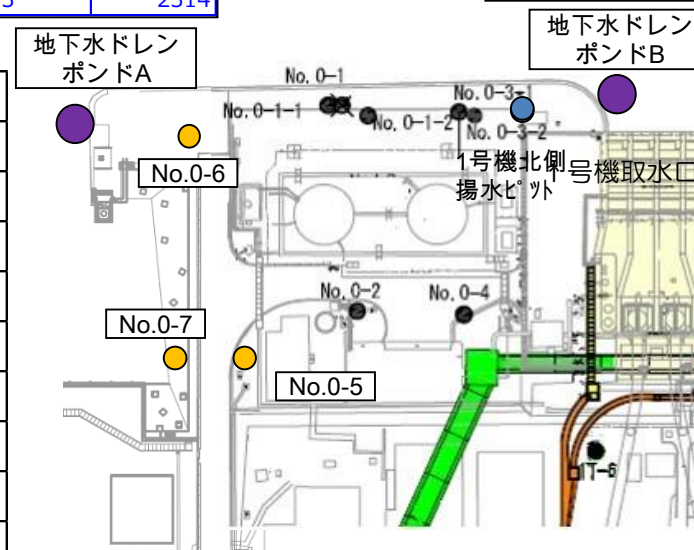 2314
地下水ドレン
ポンドA
地下水ドレン
ポンドB
No. 0-1
No. 0-1-1
No. 0-1-2
No. 0-3-1
No. 0-3-2
No.0-6
1号機北側
揚水ピット
1号機取水口
No. 0-2
No. 0-4
No.0-7
No.0-5
1T-6